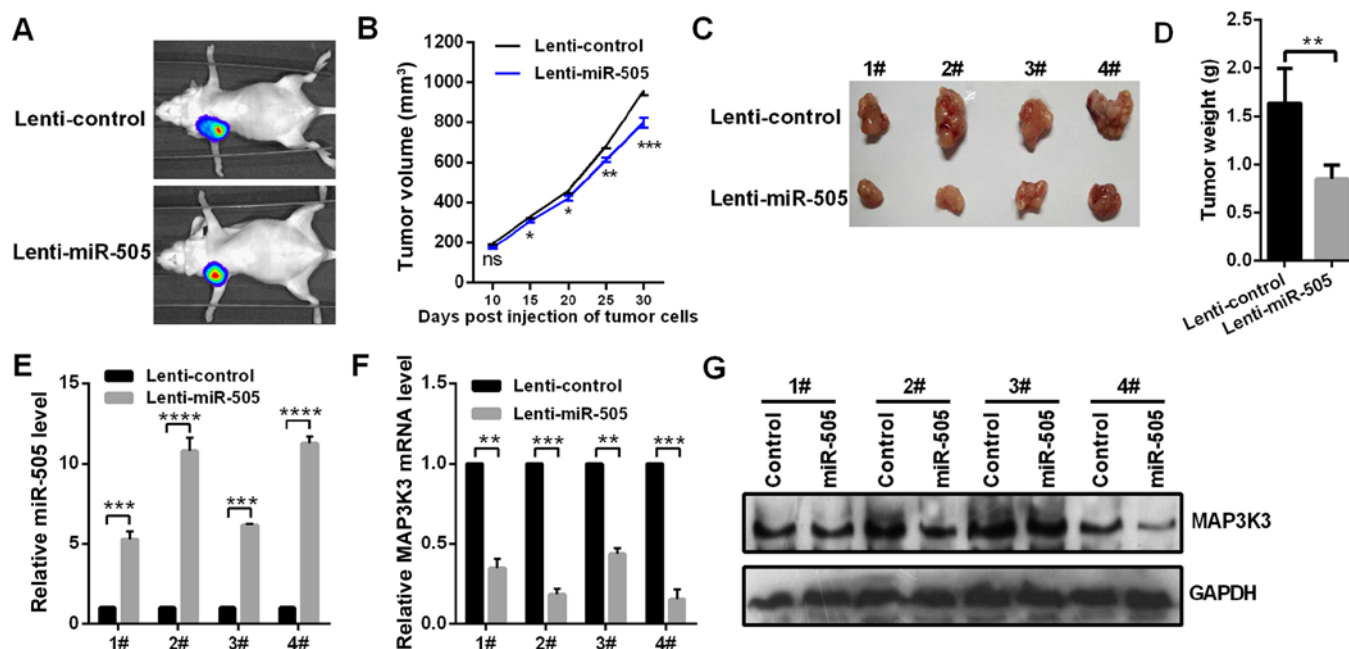 A
Lenti-control
Lenti-miR-505
B
Tumor volume (mm³)
1200
1000
800
600
400
200
0
Lenti-control
Lenti-miR-505
ns
*
*
**
***
10 15 20 25 30
Days post injection of tumor cells
C
1# 2# 3# 4#
Lenti-control
Lenti-miR-505
D
Tumor weight (g)
2.5
2.0
1.5
1.0
0.5
0.0
**
Lenti-control
Lenti-miR-505
E
Relative miR-505 level
15
10
5
0
Lenti-control
Lenti-miR-505
*** **** *** ****
1# 2# 3# 4#
F
Relative MAP3K3 mRNA level
1.5
1.0
0.5
0.0
Lenti-control
Lenti-miR-505
** *** ** ***
1# 2# 3# 4#
G
1# 2# 3# 4#
Control miR-505 Control miR-505 Control miR-505 Control miR-505
MAP3K3
GAPDH